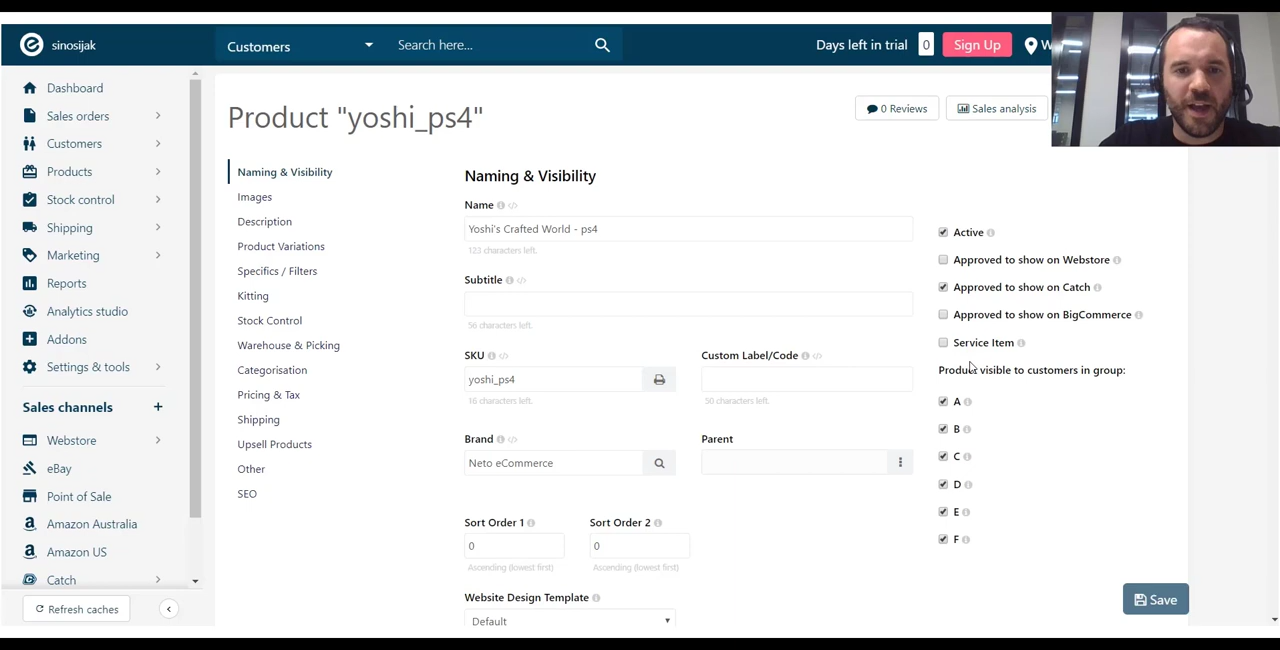 sinosijak
Customers
Search here...
Days left in trial 0 Sign Up W
Dashboard
Sales orders
Customers
Products
Stock control
Shipping
Marketing
Reports
Analytics studio
Addons
Settings & tools
Sales channels +
Webstore
eBay
Point of Sale
Amazon Australia
Amazon US
Catch
Refresh caches
Product "yoshi_ps4"
0 Reviews
Sales analysis
Naming & Visibility
Images
Description
Product Variations
Specifics / Filters
Kitting
Stock Control
Warehouse & Picking
Categorisation
Pricing & Tax
Shipping
Upsell Products
Other
SEO
Naming & Visibility
Name
Yoshi's Crafted World - ps4
123 characters left.
Subtitle
56 characters left.
SKU
yoshi_ps4
16 characters left.
Custom Label/Code
50 characters left.
Brand
Neto eCommerce
Parent
Sort Order 1
0
Ascending (lowest first)
Sort Order 2
0
Ascending (lowest first)
Website Design Template
Default
Active
Approved to show on Webstore
Approved to show on Catch
Approved to show on BigCommerce
Service Item
Product visible to customers in group:
A
B
C
D
E
F
Save